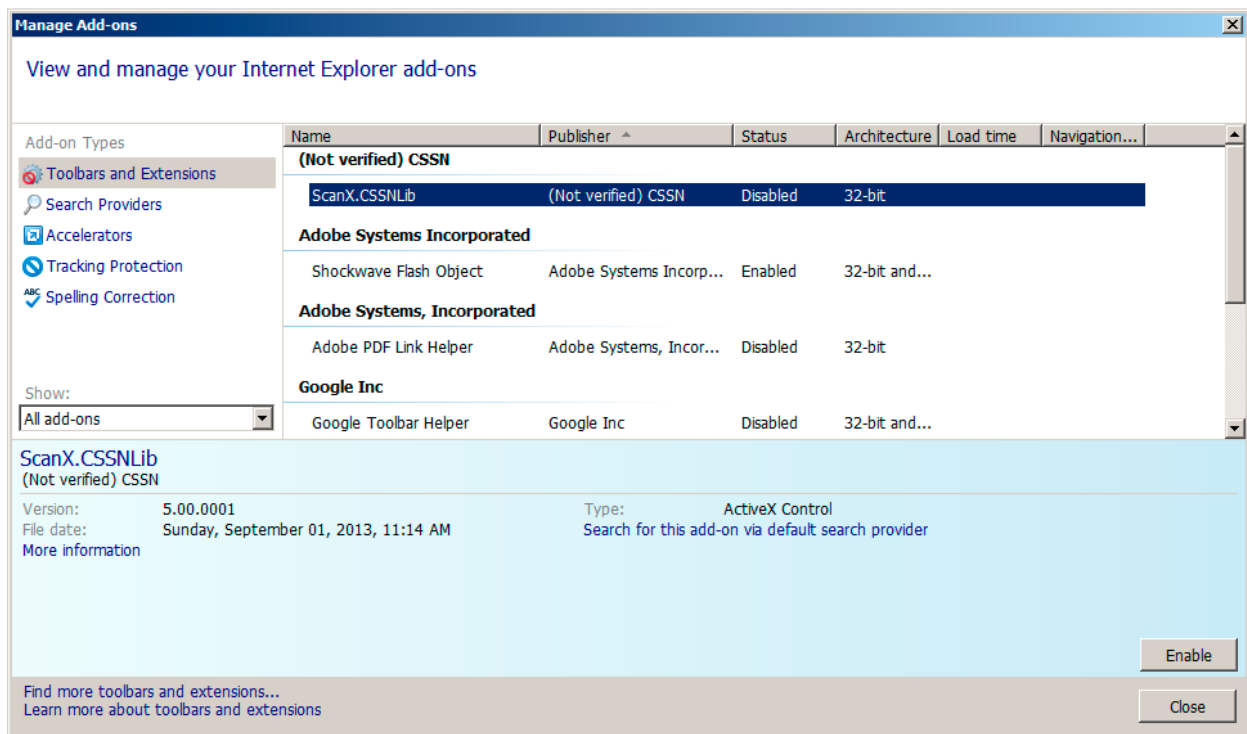 Manage Add-ons
View and manage your Internet Explorer add-ons
Add-on Types
Toolbars and Extensions
Search Providers
Accelerators
Tracking Protection
ABC Spelling Correction
Show:
All add-ons
Name Publisher Status Architecture Load time Navigation...
(Not verified) CSSN
ScanX.CSSNLib (Not verified) CSSN Disabled 32-bit
Adobe Systems Incorporated
Shockwave Flash Object Adobe Systems Incorp... Enabled 32-bit and...
Adobe Systems, Incorporated
Adobe PDF Link Helper Adobe Systems, Incor... Disabled 32-bit
Google Inc
Google Toolbar Helper Google Inc Disabled 32-bit and...
ScanX.CSSNLib
(Not verified) CSSN
Version: 5.00.0001 Type: ActiveX Control
File date: Sunday, September 01, 2013, 11:14 AM Search for this add-on via default search provider
More information
Enable
Find more toolbars and extensions...
Learn more about toolbars and extensions
Close